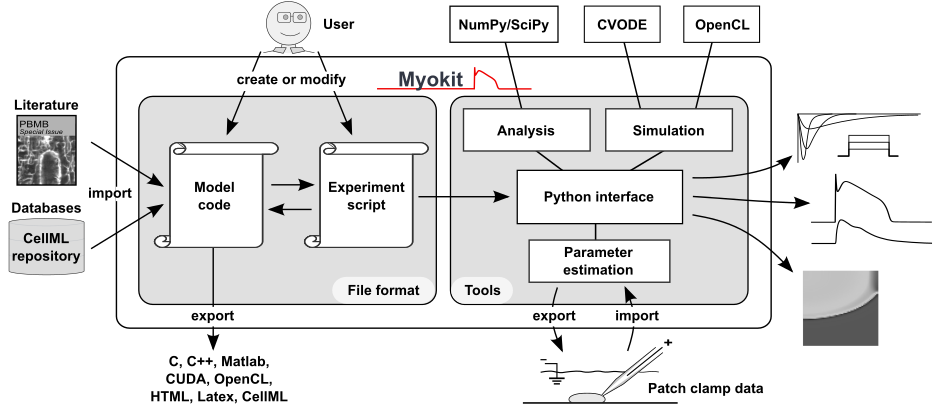 User
NumPy/SciPy
CVODE
OpenCL
create or modify
Myokit
Literature
PBMB
Special Issue
Analysis
Simulation
import
Model
code
Experiment
script
Python interface
Databases
CellML
repository
Parameter
estimation
File format
Tools
export
export
import
C, C++, Matlab,
CUDA, OpenCL,
HTML, Latex, CellML
−
+
Patch clamp data